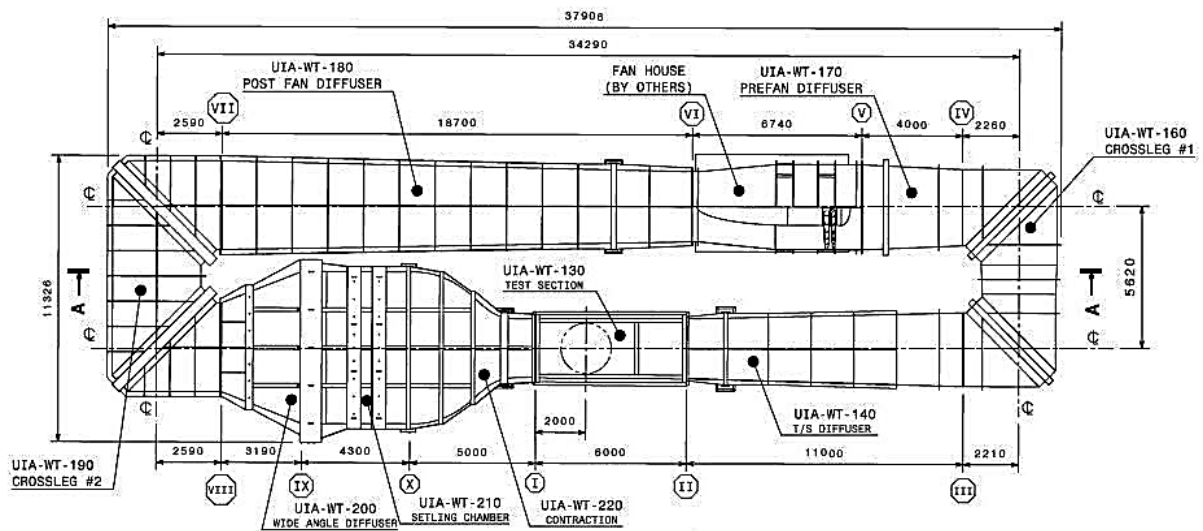 37906
34290
UIA-WT-180
POST FAN DIFFUSER
FAN HOUSE
(BY OTHERS)
UIA-WT-170
PREFAN DIFFUSER
VII
VI
V
IV
℄
2590
18700
6740
4000
2260
UIA-WT-160
CROSSLEG #1
℄
℄
11326
A
UIA-WT-130
TEST SECTION
A
5620
℄
℄
℄
2000
UIA-WT-140
T/S DIFFUSER
℄
2590
3190
4300
5000
6000
11000
2210
UIA-WT-190
CROSSLEG #2
VIII
IX
X
I
II
III
UIA-WT-200
WIDE ANGLE DIFFUSER
UIA-WT-210
SETLING CHAMBER
UIA-WT-220
CONTRACTION